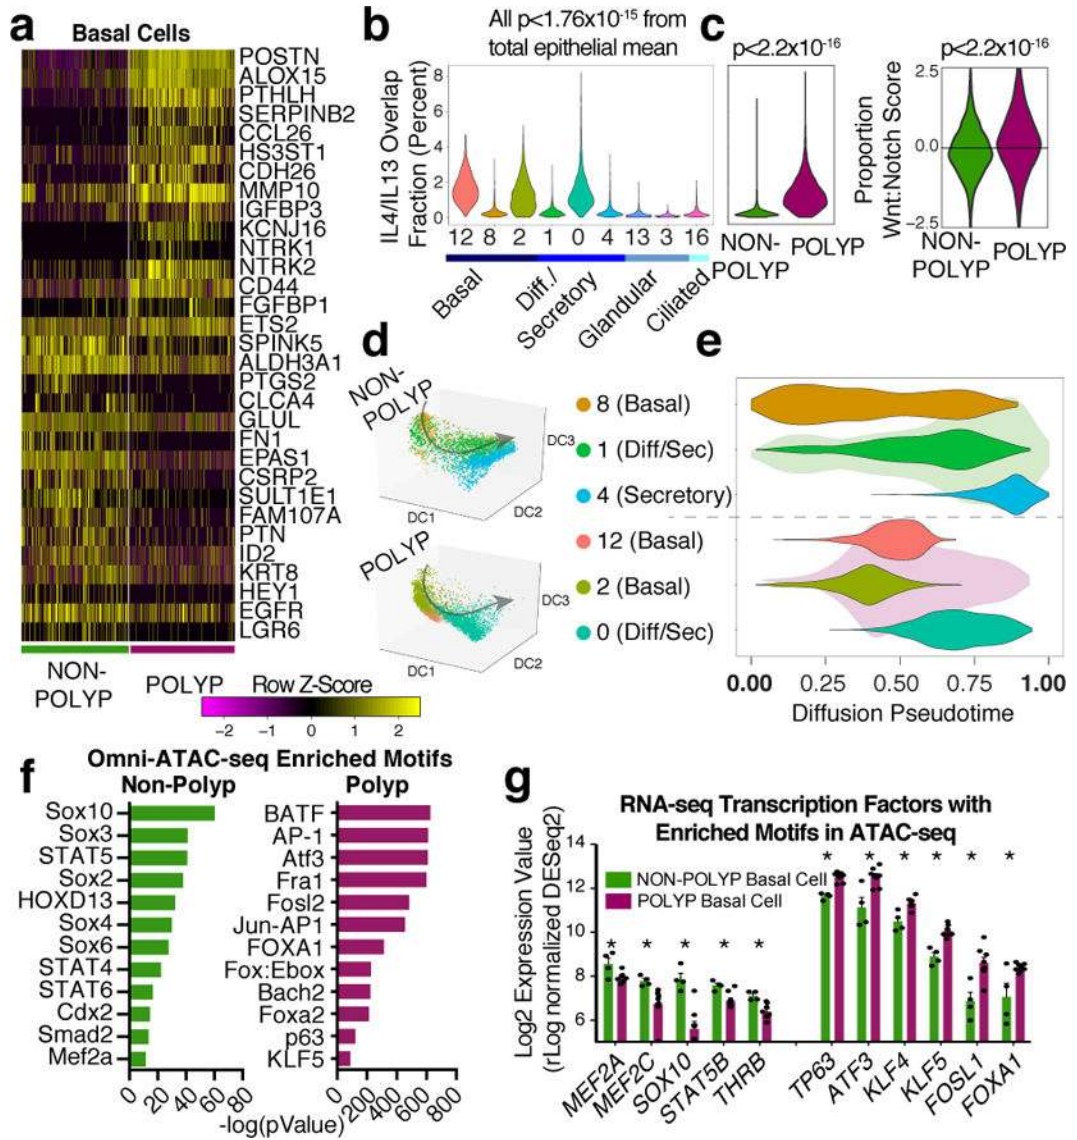 a
Basal Cells
POSTN
ALOX15
PTHLH
SERPINB2
CCL26
HS3ST1
CDH26
MMP10
IGFBP3
KCNJ16
NTRK1
NTRK2
CD44
FGFBP1
ETS2
SPINK5
ALDH3A1
PTGS2
CLCA4
GLUL
FN1
EPAS1
CSRP2
SULT1E1
FAM107A
PTN
ID2
KRT8
HEY1
EGFR
LGR6
NON-
POLYP
POLYP
Row Z-Score
−2 −1 0 1 2
b
All p<1.76x10-15 from
total epithelial mean
IL4/IL13 Overlap
Fraction (Percent)
8
6
4
2
0
12 8 2 1 0 4 13 3 16
Basal
Diff./
Secretory
Glandular
Ciliated
c
p<2.2x10-16
NON-
POLYP
POLYP
p<2.2x10-16
Proportion
Wnt:Notch Score
2.5
0.0
−2.5
NON-
POLYP
POLYP
d
NON-
POLYP
DC3
DC2
DC1
POLYP
DC3
DC2
DC1
8 (Basal)
1 (Diff/Sec)
4 (Secretory)
12 (Basal)
2 (Basal)
0 (Diff/Sec)
e
0.00 0.25 0.50 0.75 1.00
Diffusion Pseudotime
f
Omni-ATAC-seq Enriched Motifs
Non-Polyp
Sox10
Sox3
STAT5
Sox2
HOXD13
Sox4
Sox6
STAT4
STAT6
Cdx2
Smad2
Mef2a
0 20 40 60 80
Polyp
BATF
AP-1
Atf3
Fra1
Fosl2
Jun-AP1
FOXA1
Fox:Ebox
Bach2
Foxa2
p63
KLF5
0 200 400 600 800
-log(pValue)
g
RNA-seq Transcription Factors with
Enriched Motifs in ATAC-seq
Log2 Expression Value
(rLog normalized DESeq2)
14
12
10
8
6
NON-POLYP Basal Cell
POLYP Basal Cell
* * * * * * * * * * *
MEF2A
MEF2C
SOX10
STAT5B
THRB
TP63
ATF3
KLF4
KLF5
FOSL1
FOXA1